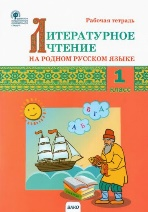 Рабочая тетрадь
ЛИТЕРАТУРНОЕ
ЧТЕНИЕ
НА РОДНОМ РУССКОМ ЯЗЫКЕ
1
класс
А Б Г А
ВАКО